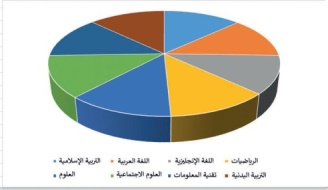 التربية الإسلامية اللغة العربية اللغة الإنجليزية الرياضيات
العلوم العلوم الاجتماعية تقنية المعلومات التربية البدنية